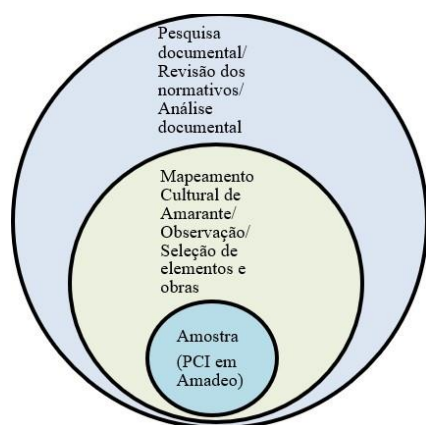 Pesquisa
documental/
Revisão dos
normativos/
Análise
documental
Mapeamento
Cultural de
Amarante/
Observação/
Seleção de
elementos e
obras
Amostra
(PCI em
Amadeo)